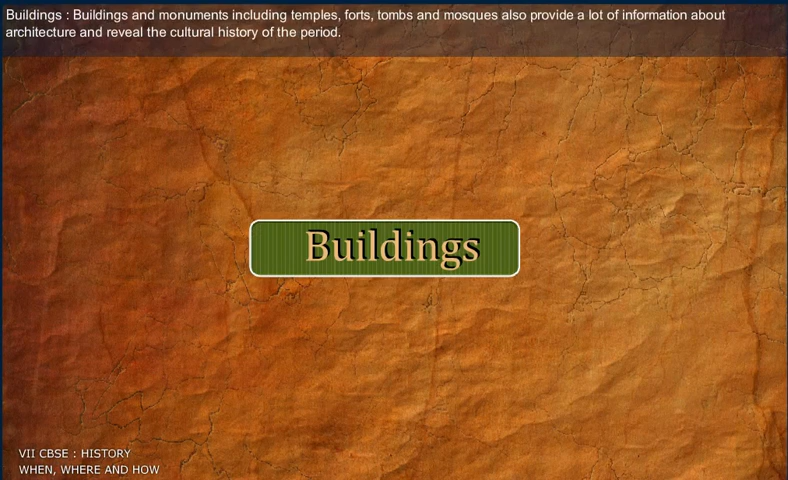 Buildings : Buildings and monuments including temples, forts, tombs and mosques also provide a lot of information about
architecture and reveal the cultural history of the period.
Buildings
VII CBSE : HISTORY
WHEN, WHERE AND HOW